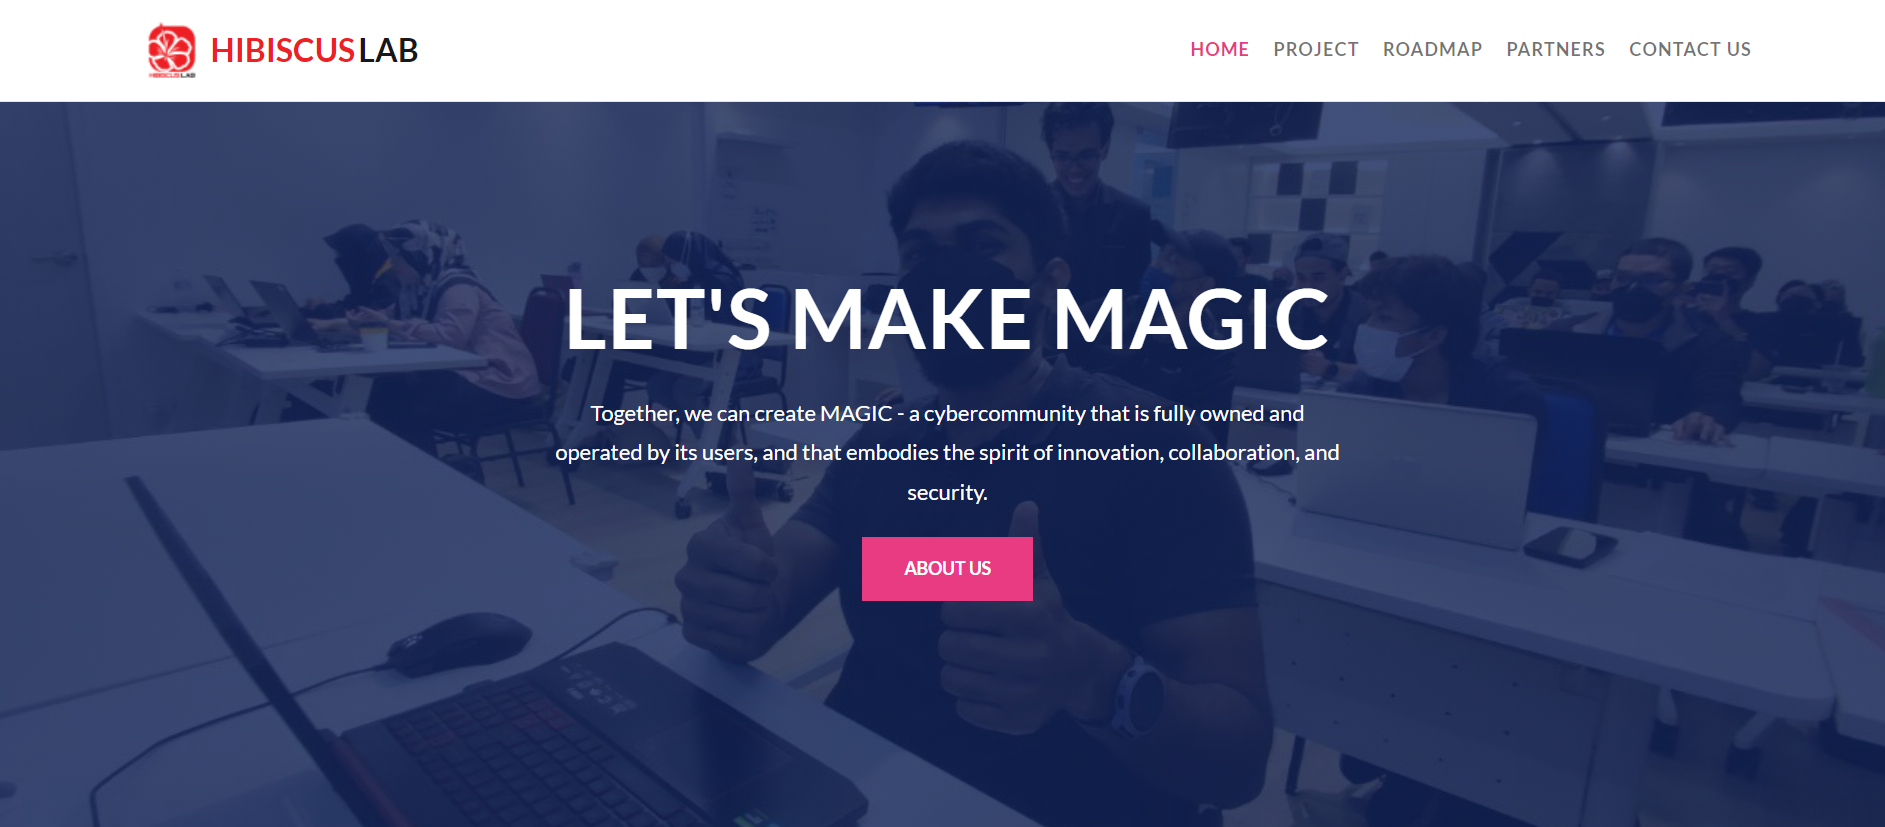 HIBISCUS LAB
HIBISCUS LAB
HOME
PROJECT
ROADMAP
PARTNERS
CONTACT US
LET'S MAKE MAGIC
Together, we can create MAGIC - a cybercommunity that is fully owned and
operated by its users, and that embodies the spirit of innovation, collaboration, and
security.
ABOUT US